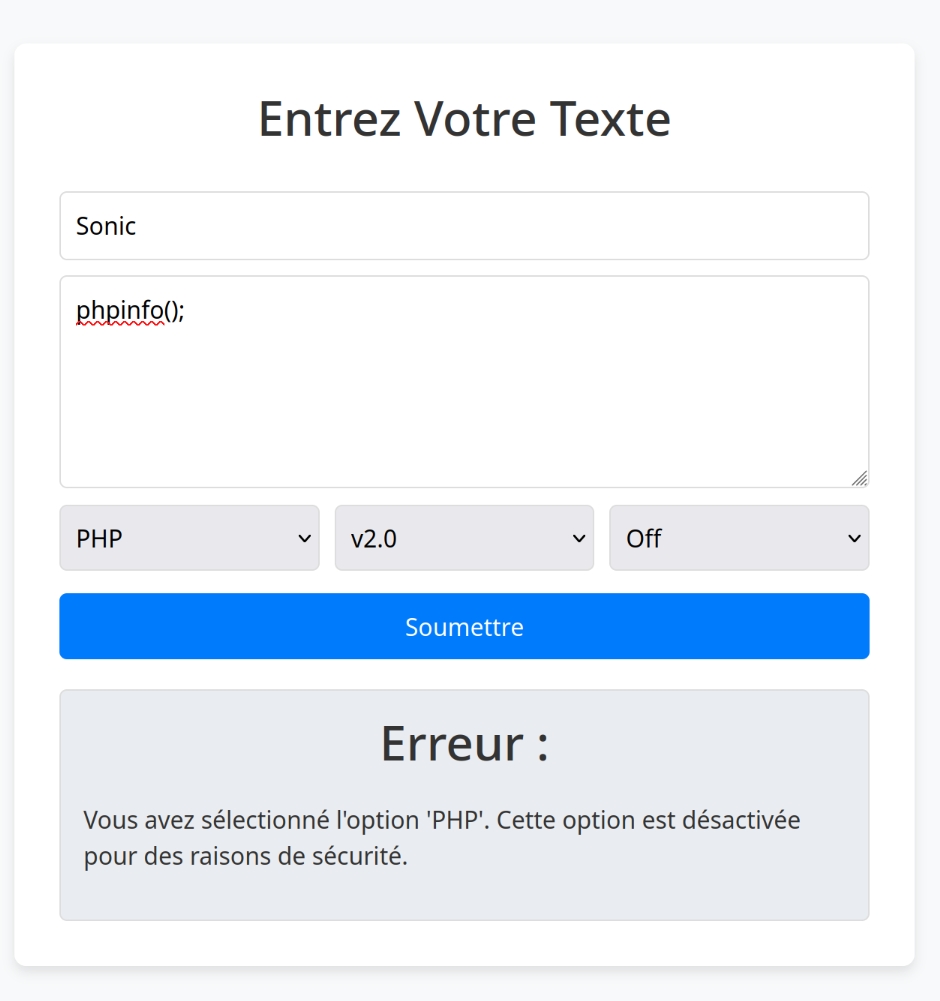 Entrez Votre Texte
Sonic
phpinfo();
PHP
v2.0
Off
Soumettre
Erreur :
Vous avez sélectionné l'option 'PHP'. Cette option est désactivée
pour des raisons de sécurité.